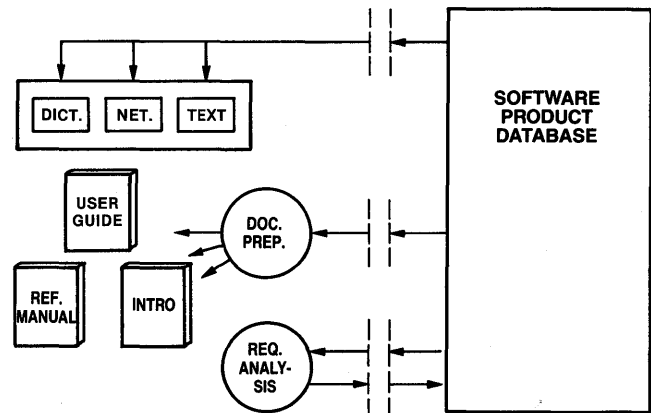 SOFTWARE
PRODUCT
DATABASE
DICT.
NET.
TEXT
USER
GUIDE
DOC.
PREP.
REF.
MANUAL
INTRO
REQ.
ANALY-
SIS